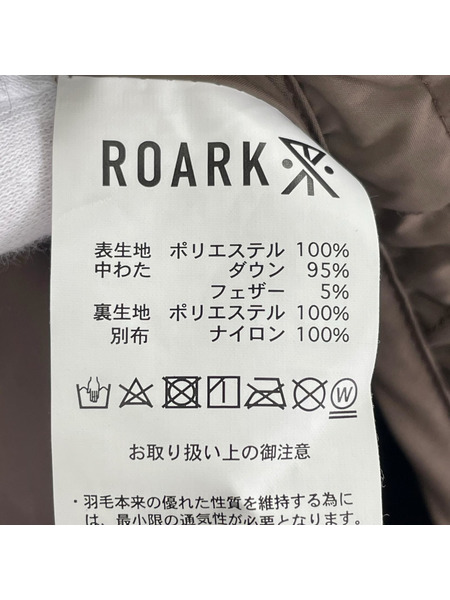 ROARK
表生地 ポリエステル 100%
中わた ダウン 95%
フェザー 5%
裏生地 ポリエステル 100%
別布 ナイロン 100%
W
お取り扱い上の御注意
・羽毛本来の優れた性質を維持する為に
は、最小限の通気性が必要となります。